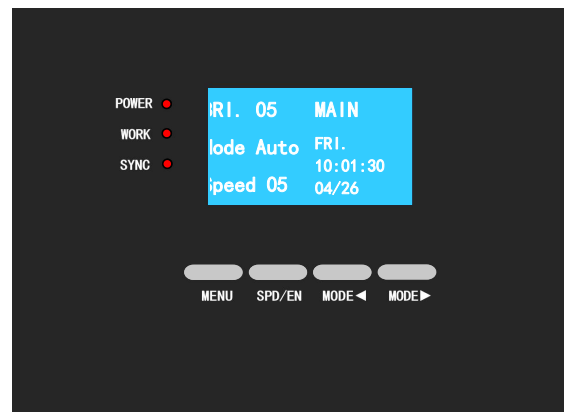 POWER
WORK
SYNC
BRI. 05 MAIN
Mode Auto FRI.
10:01:30
Speed 05 04/26
MENU SPD/EN MODE◀ MODE▶